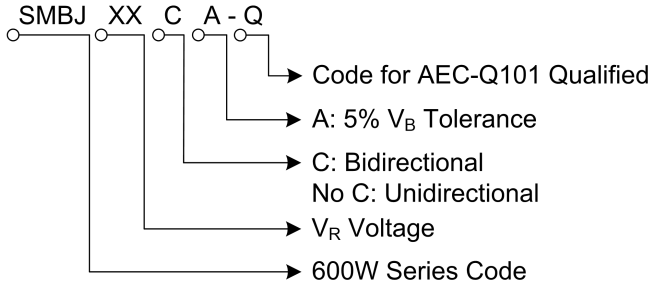 SMBJ XX C A - Q
Code for AEC-Q101 Qualified
A: 5% VB Tolerance
C: Bidirectional
No C: Unidirectional
VR Voltage
600W Series Code